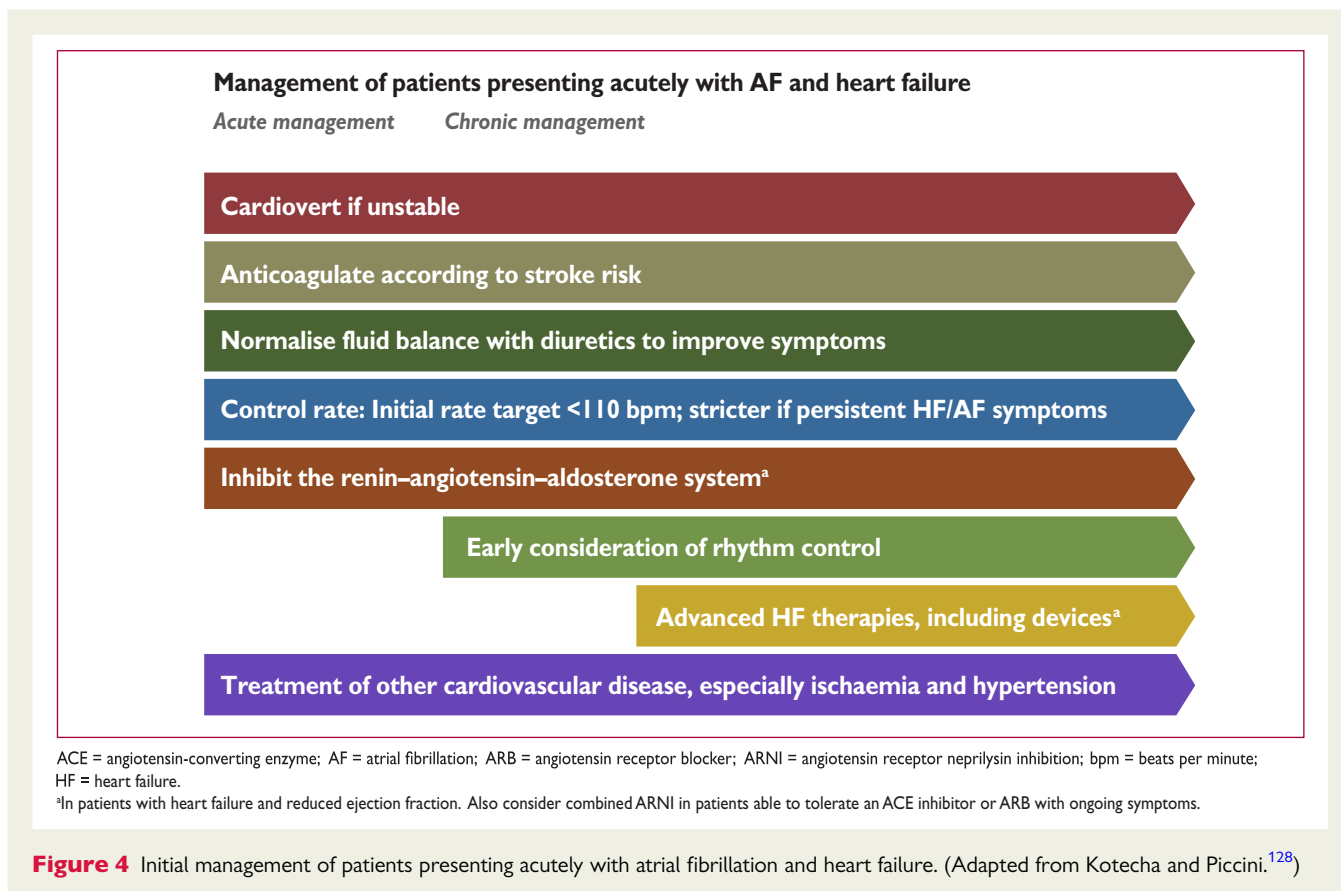 Management of patients presenting acutely with AF and heart failure
Acute management Chronic management
Cardiovert if unstable
Anticoagulate according to stroke risk
Normalise fluid balance with diuretics to improve symptoms
Control rate: Initial rate target <110 bpm; stricter if persistent HF/AF symptoms
Inhibit the renin–angiotensin–aldosterone systemᵃ
Early consideration of rhythm control
Advanced HF therapies, including devicesᵃ
Treatment of other cardiovascular disease, especially ischaemia and hypertension
ACE = angiotensin-converting enzyme; AF = atrial fibrillation; ARB = angiotensin receptor blocker; ARNI = angiotensin receptor neprilysin inhibition; bpm = beats per minute;
HF = heart failure.
ᵃIn patients with heart failure and reduced ejection fraction. Also consider combined ARNI in patients able to tolerate an ACE inhibitor or ARB with ongoing symptoms.
Figure 4 Initial management of patients presenting acutely with atrial fibrillation and heart failure. (Adapted from Kotecha and Piccini.¹²⁸)